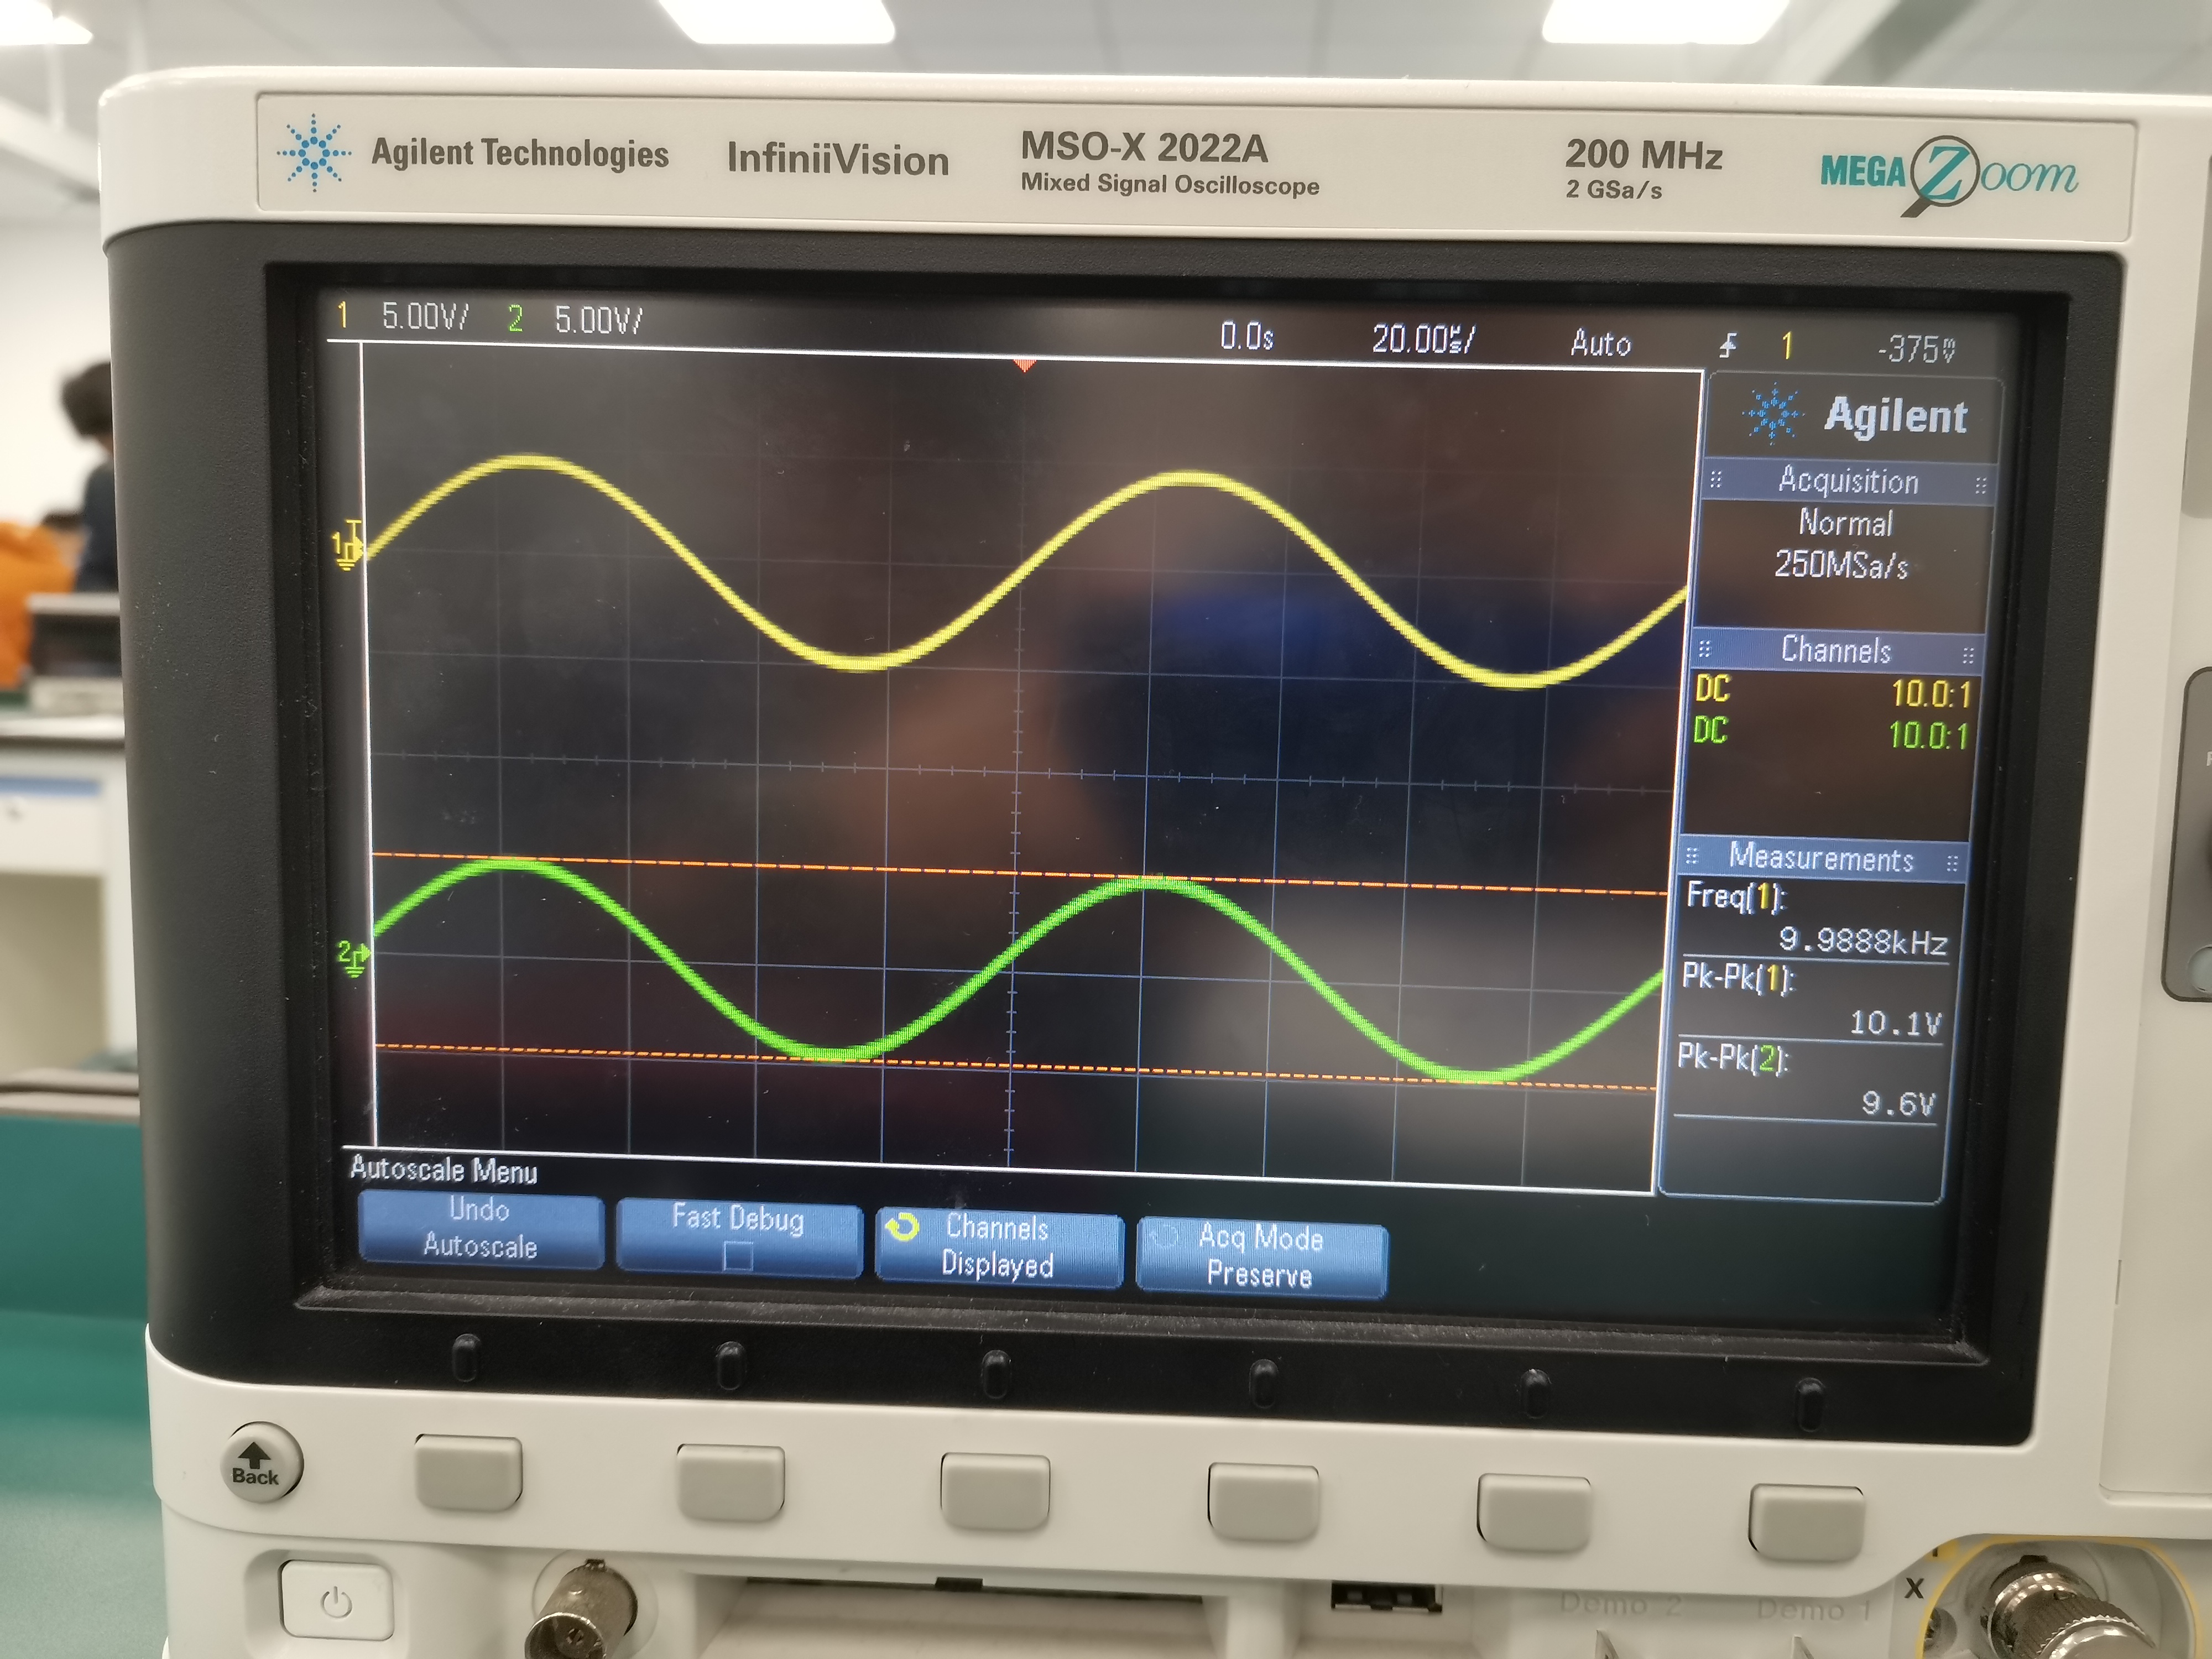 Agilent Technologies InfiniiVision MSO-X 2022A 200 MHz MEGA Zoom
Mixed Signal Oscilloscope 2 GSa/s
1 5.00V/ 2 5.00V/ 0.0s 20.00µs/ Auto 1 -375mV
Agilent
Acquisition
Normal
250MSa/s
Channels
DC 10.0:1
DC 10.0:1
Measurements
Freq(1):
9.9888kHz
Pk-Pk(1):
10.1V
Pk-Pk(2):
9.6V
T
1
2
Autoscale Menu
Undo
Autoscale
Fast Debug
Channels
Displayed
Acq Mode
Preserve
Back
Demo 2 Demo 1
X